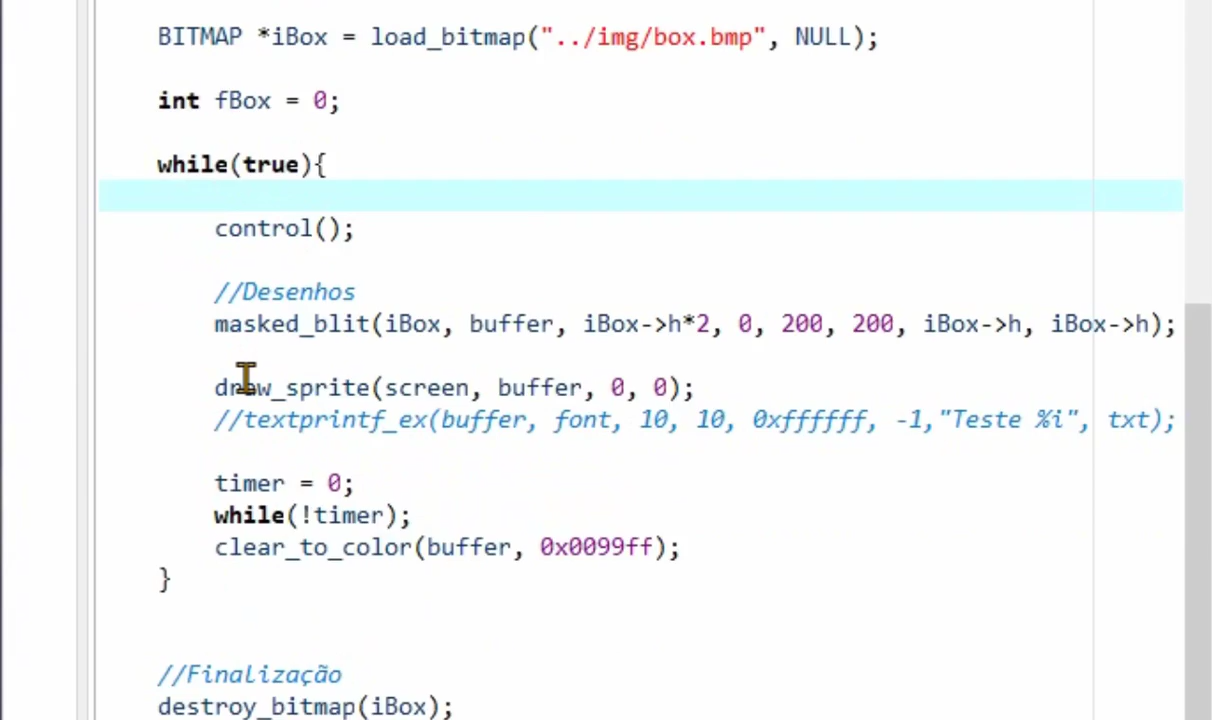 BITMAP *iBox = load_bitmap("../img/box.bmp", NULL);
int fBox = 0;
while(true){
control();
//Desenhos
masked_blit(iBox, buffer, iBox->h*2, 0, 200, 200, iBox->h, iBox->h);
draw_sprite(screen, buffer, 0, 0);
//textprintf_ex(buffer, font, 10, 10, 0xffffff, -1,"Teste %i", txt);
timer = 0;
while(!timer);
clear_to_color(buffer, 0x0099ff);
}
//Finalização
destroy_bitmap(iBox);